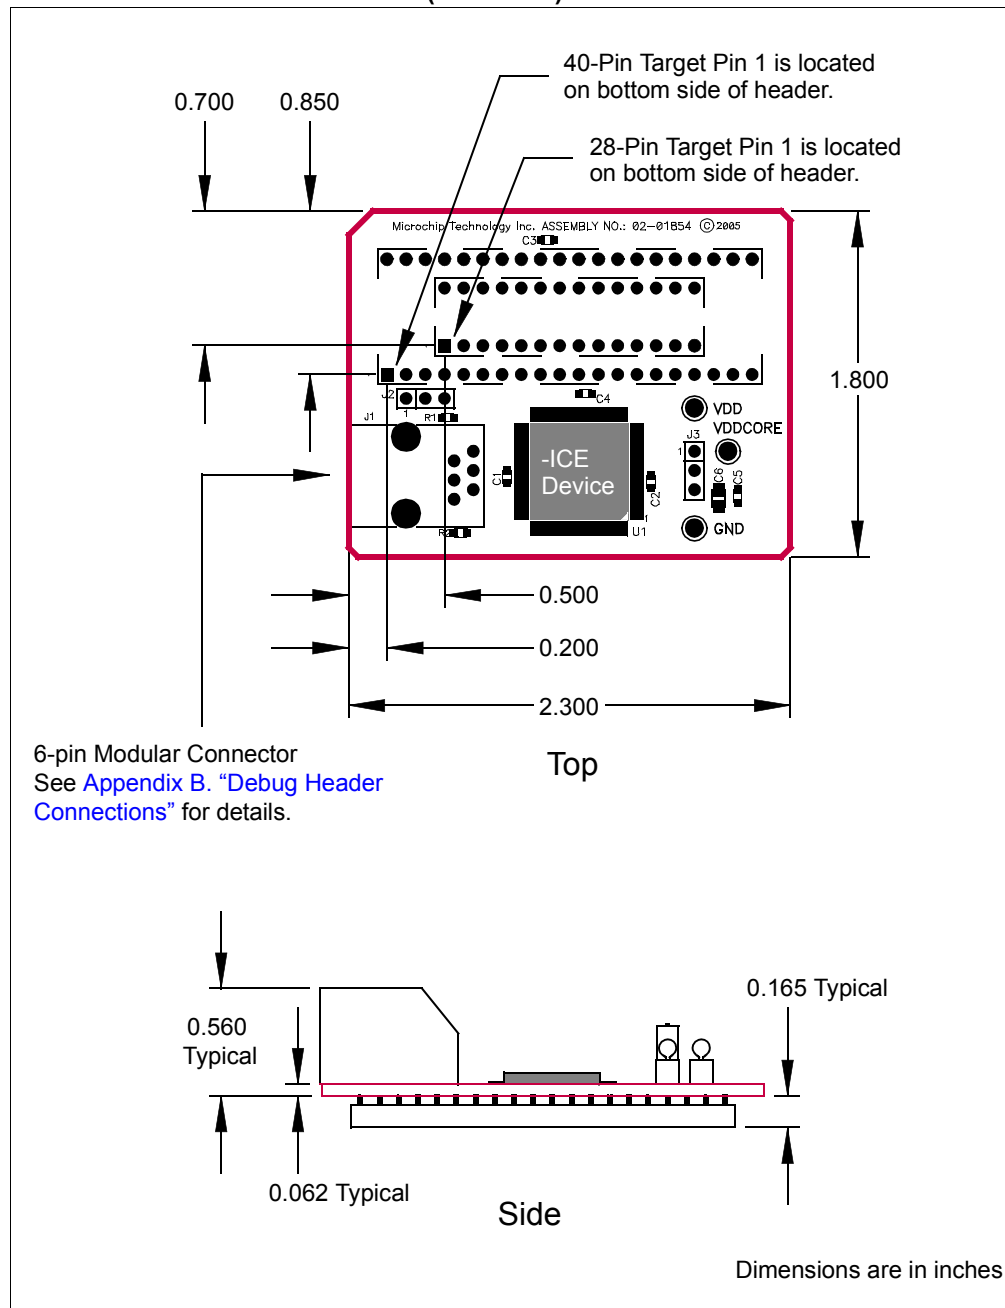 40-Pin Target Pin 1 is located
on bottom side of header.
0.700
0.850
28-Pin Target Pin 1 is located
on bottom side of header.
Microchip Technology Inc. ASSEMBLY NO.: 02-01854 ©2005
C3
1.800
J2
1
J1
R1
C4
VDD
VDDCORE
J3
1
-ICE
Device
C1
C2
C6
C5
1
U1
R2
GND
0.500
0.200
2.300
6-pin Modular Connector
See Appendix B. “Debug Header
Connections” for details.
Top
0.165 Typical
0.560
Typical
0.062 Typical
Side
Dimensions are in inches